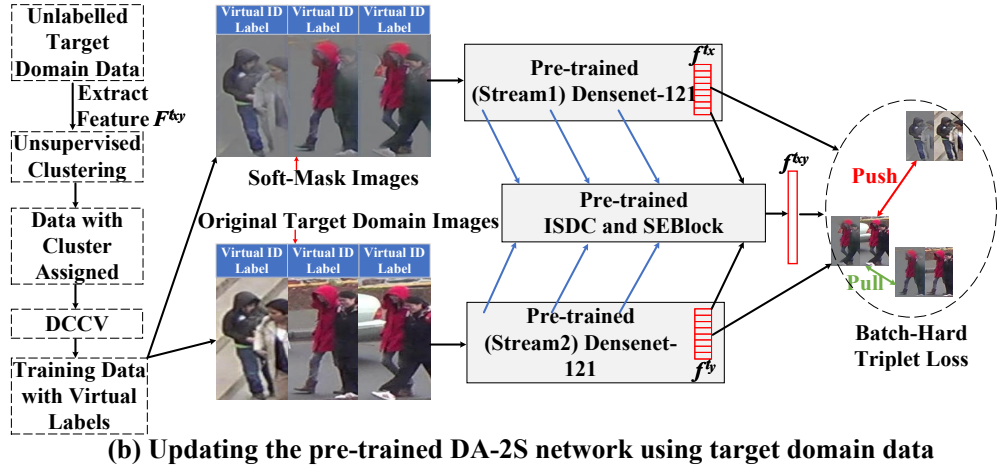 Unlabelled
Target
Domain Data
Extract
Feature F^txy
Unsupervised
Clustering
Data with
Cluster
Assigned
DCCV
Training Data
with Virtual
Labels
Virtual ID
Label
Virtual ID
Label
Virtual ID
Label
Soft-Mask Images
Original Target Domain Images
Virtual ID
Label
Virtual ID
Label
Virtual ID
Label
Pre-trained
(Stream1) Densenet-121
f^tx
Pre-trained
ISDC and SEBlock
f^txy
Pre-trained
(Stream2) Densenet-
121
f^ty
Push
Pull
Batch-Hard
Triplet Loss
(b) Updating the pre-trained DA-2S network using target domain data